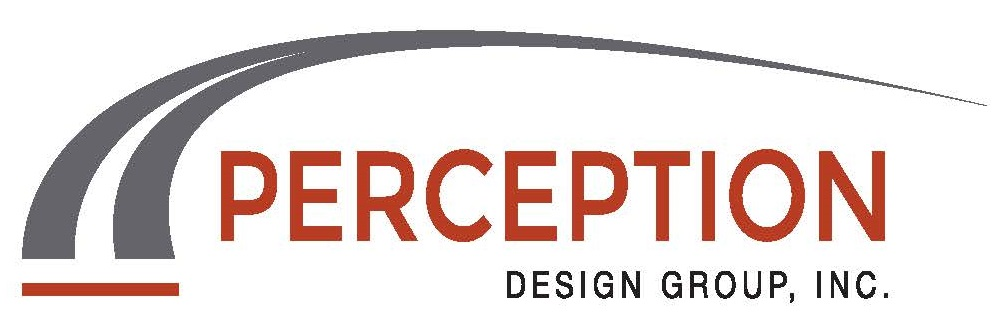 PERCEPTION
DESIGN GROUP, INC.